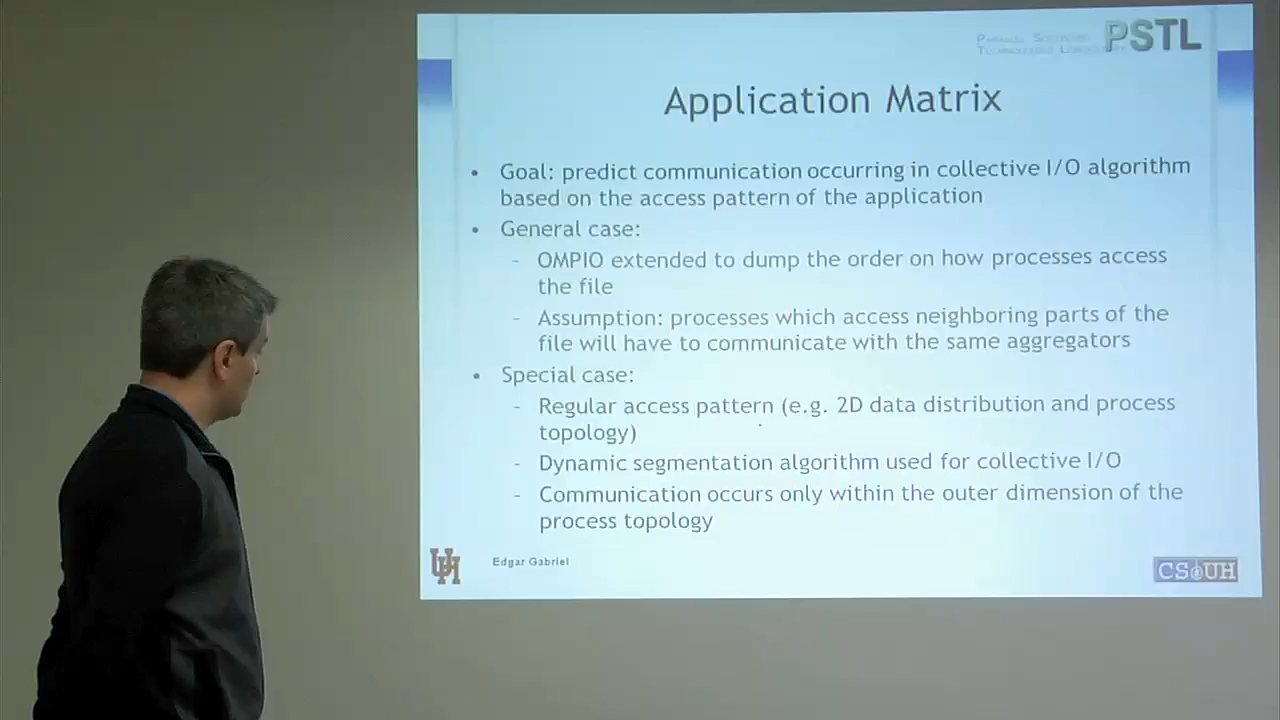 PARALLEL SOFTWARE
TECHNOLOGIES LABORATORY
PSTL
Application Matrix
• Goal: predict communication occurring in collective I/O algorithm
based on the access pattern of the application
• General case:
- OMPIO extended to dump the order on how processes access
the file
- Assumption: processes which access neighboring parts of the
file will have to communicate with the same aggregators
• Special case:
- Regular access pattern (e.g. 2D data distribution and process
topology)
- Dynamic segmentation algorithm used for collective I/O
- Communication occurs only within the outer dimension of the
process topology
UH
Edgar Gabriel
CS@UH